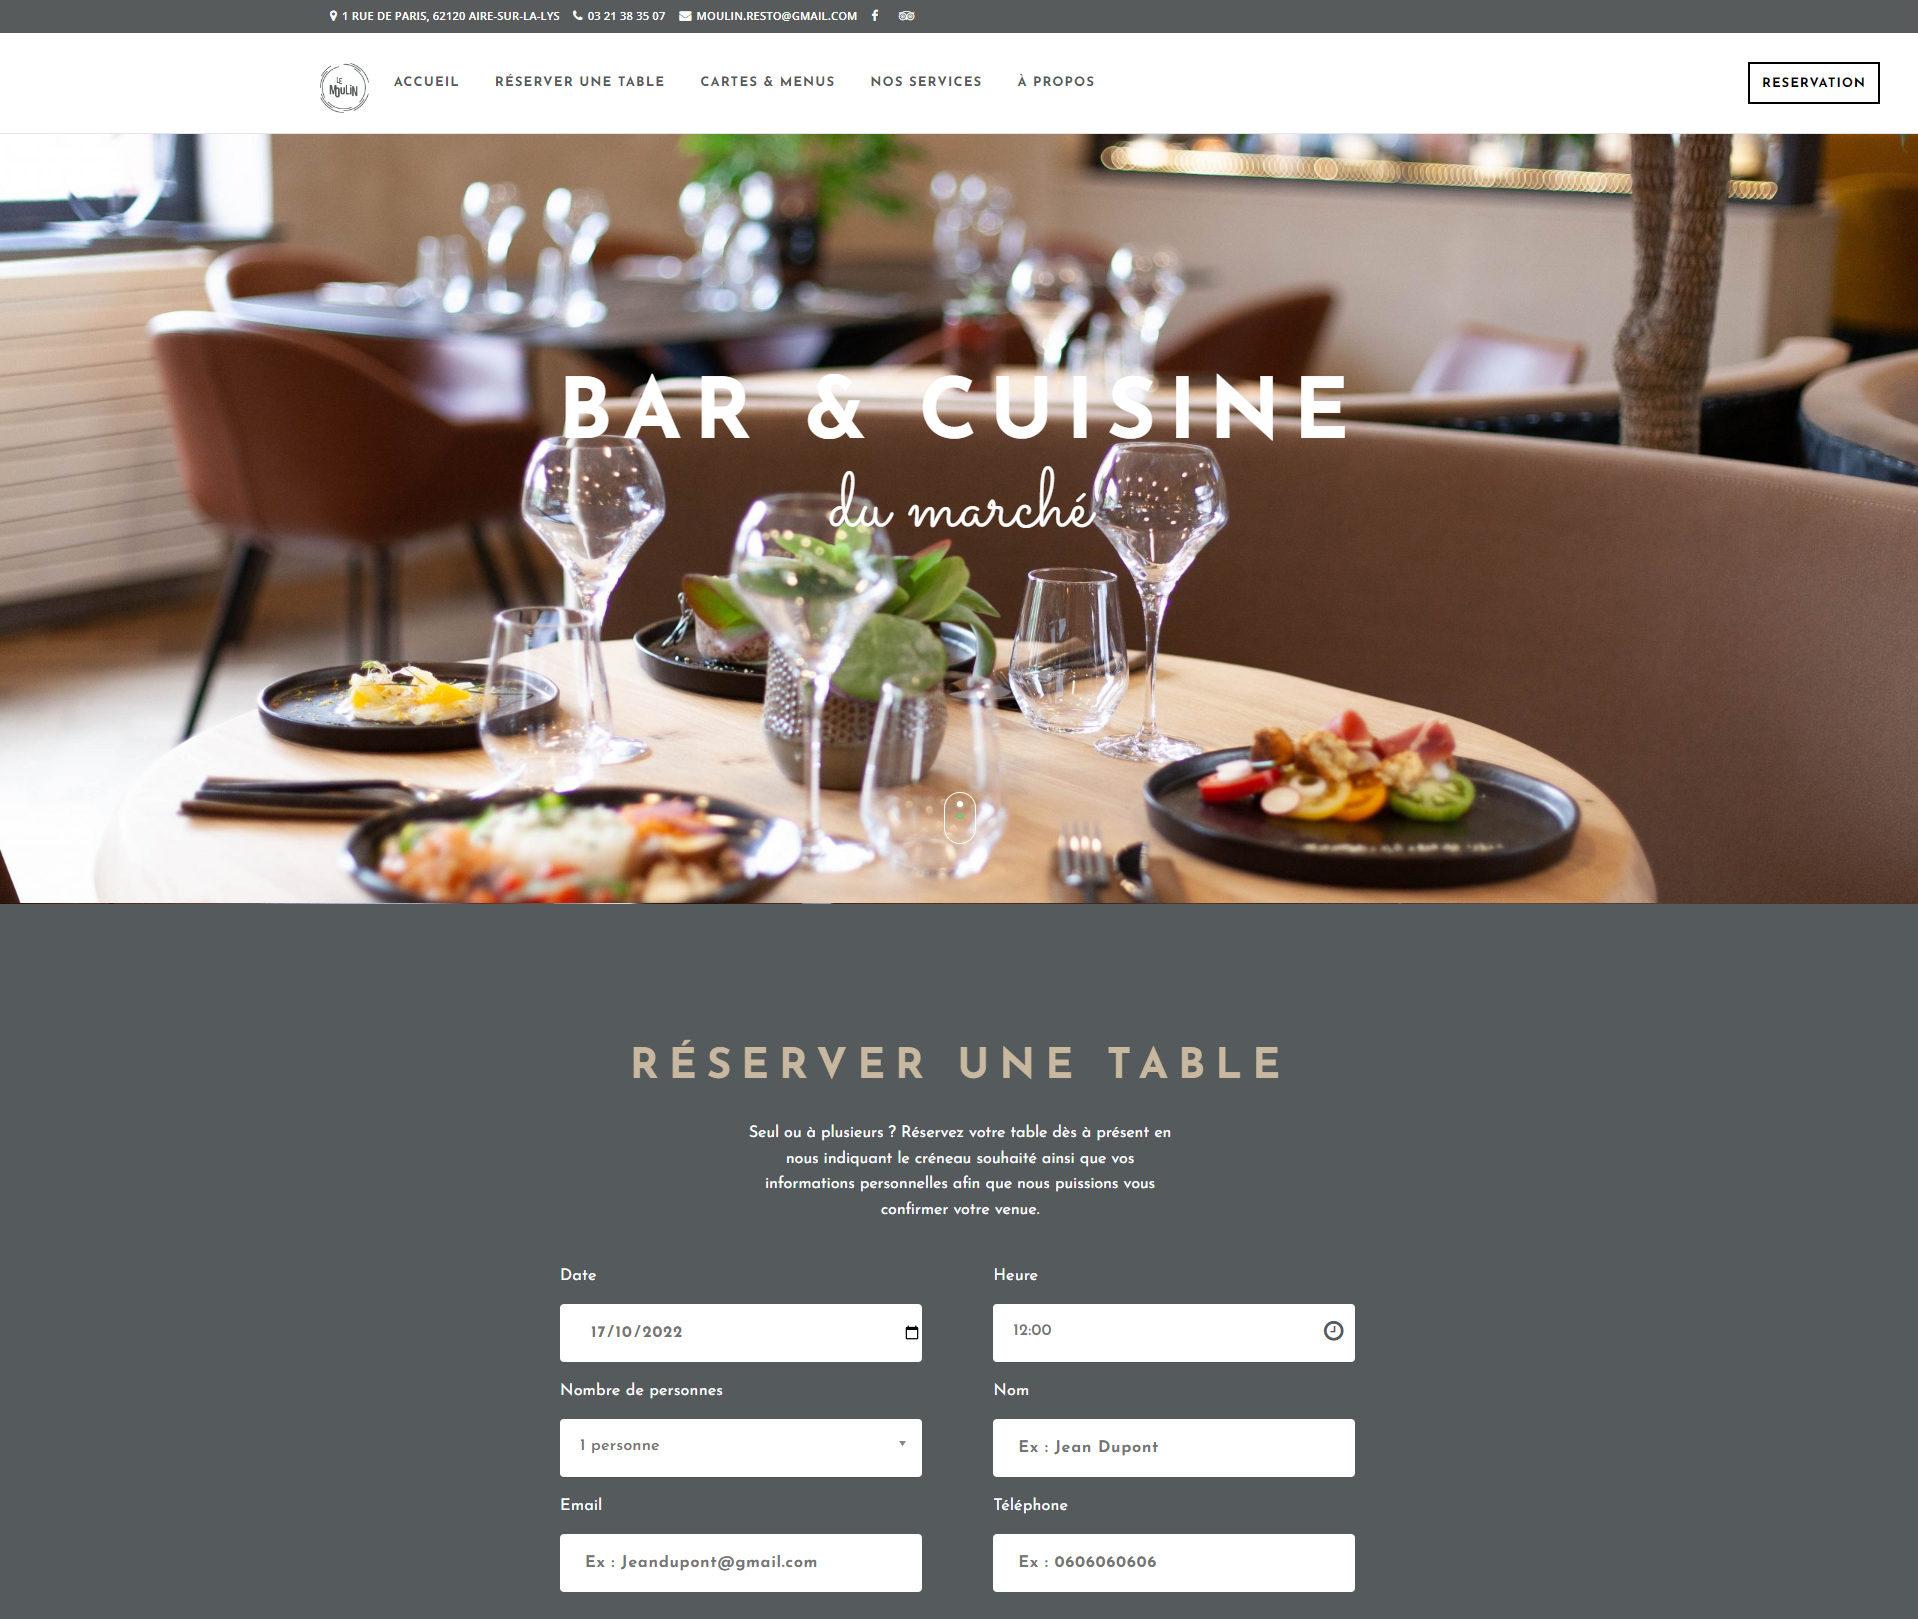 1 RUE DE PARIS, 62120 AIRE-SUR-LA-LYS 03 21 38 35 07 MOULIN.RESTO@GMAIL.COM
LE
MOULIN
ACCUEIL RÉSERVER UNE TABLE CARTES & MENUS NOS SERVICES À PROPOS
RESERVATION
BAR & CUISINE
du marché
RÉSERVER UNE TABLE
Seul ou à plusieurs ? Réservez votre table dès à présent en
nous indiquant le créneau souhaité ainsi que vos
informations personnelles afin que nous puissions vous
confirmer votre venue.
Date
17/10/2022
Heure
12:00
Nombre de personnes
1 personne
Nom
Ex : Jean Dupont
Email
Ex : Jeandupont@gmail.com
Téléphone
Ex : 0606060606